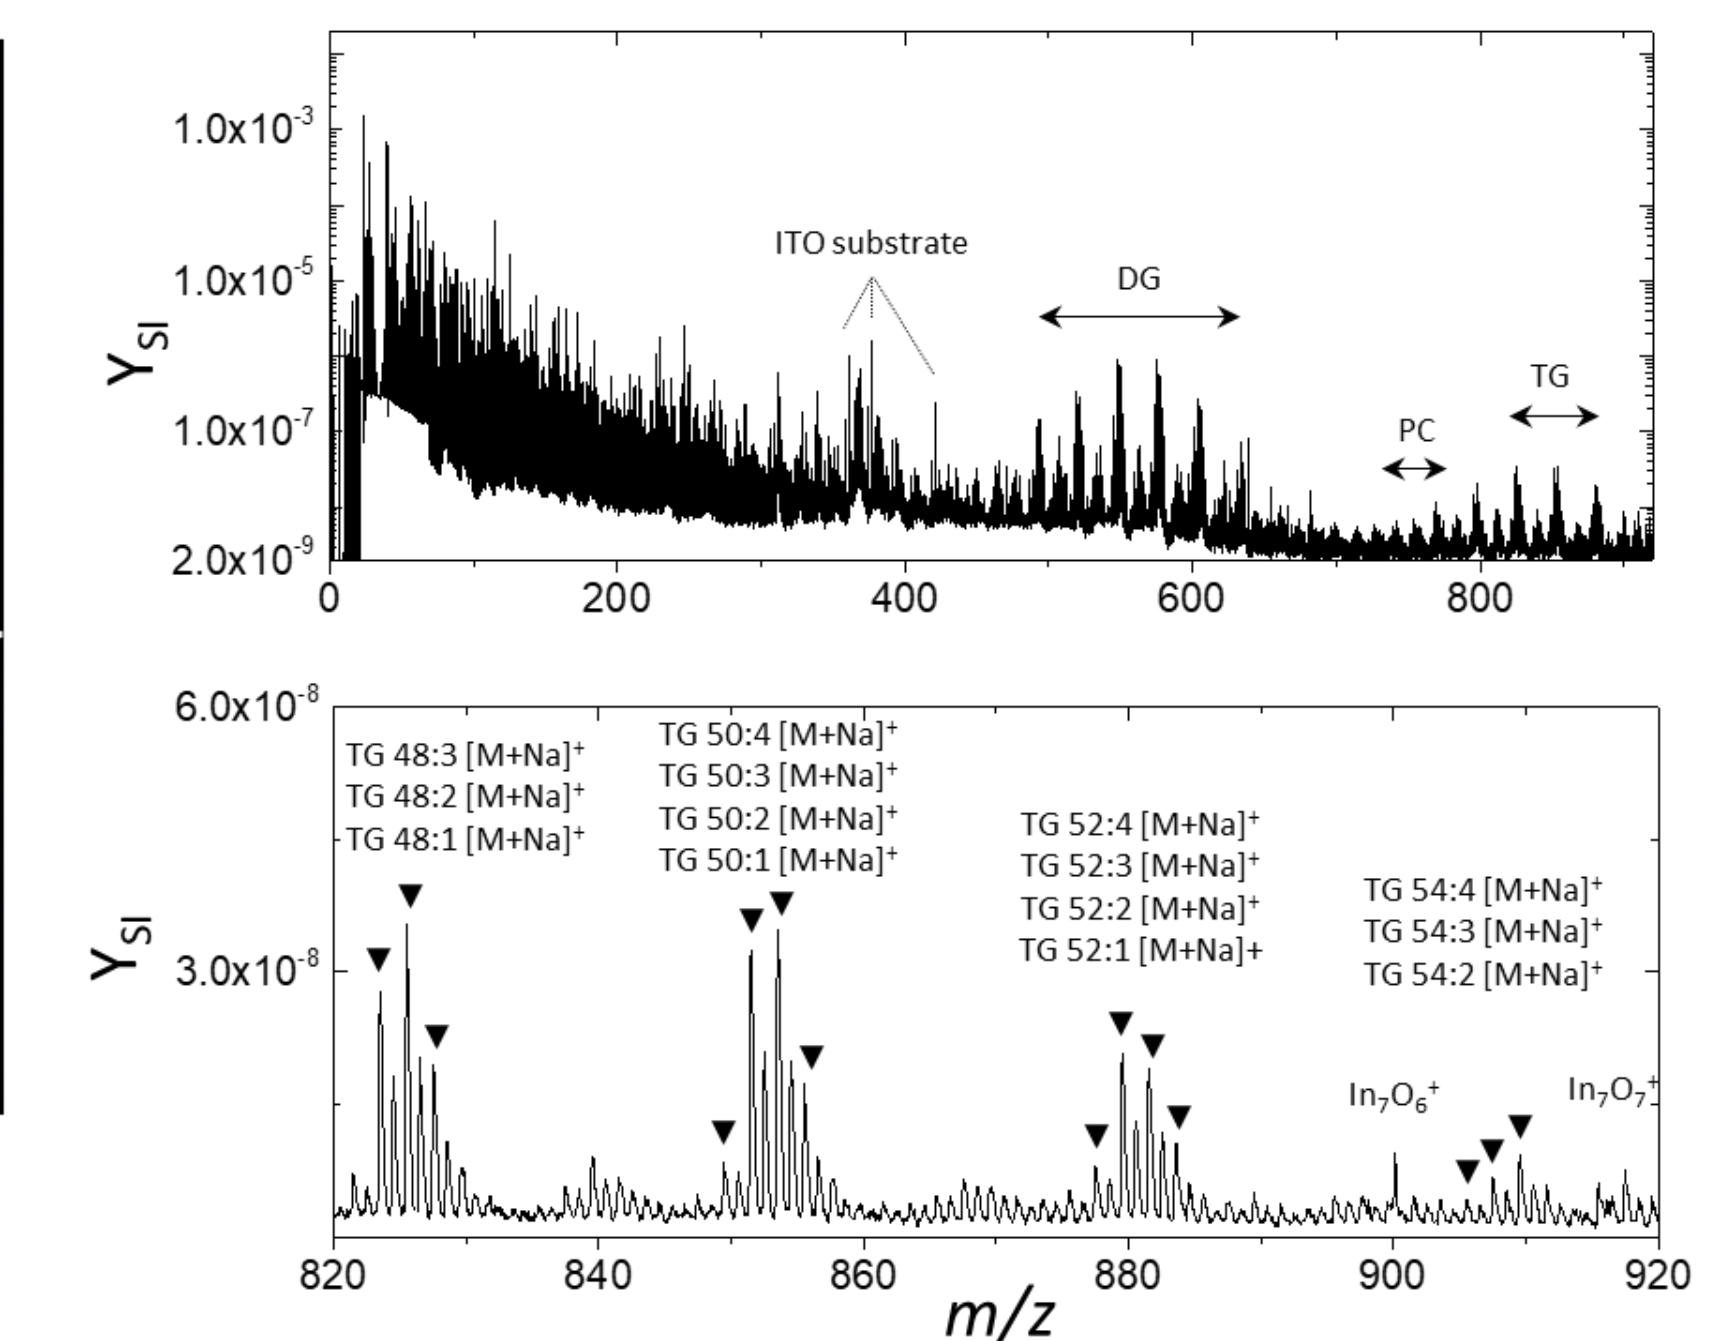 1.0x10⁻³
1.0x10⁻⁵
1.0x10⁻⁷
2.0x10⁻⁹
Y_SI
ITO substrate
DG
PC
TG
0 200 400 600 800
6.0x10⁻⁸
3.0x10⁻⁸
Y_SI
TG 48:3 [M+Na]⁺
TG 48:2 [M+Na]⁺
TG 48:1 [M+Na]⁺
TG 50:4 [M+Na]⁺
TG 50:3 [M+Na]⁺
TG 50:2 [M+Na]⁺
TG 50:1 [M+Na]⁺
TG 52:4 [M+Na]⁺
TG 52:3 [M+Na]⁺
TG 52:2 [M+Na]⁺
TG 52:1 [M+Na]+
TG 54:4 [M+Na]⁺
TG 54:3 [M+Na]⁺
TG 54:2 [M+Na]⁺
In₇O₆⁺
In₇O₇⁺
820 840 860 880 900 920
m/z